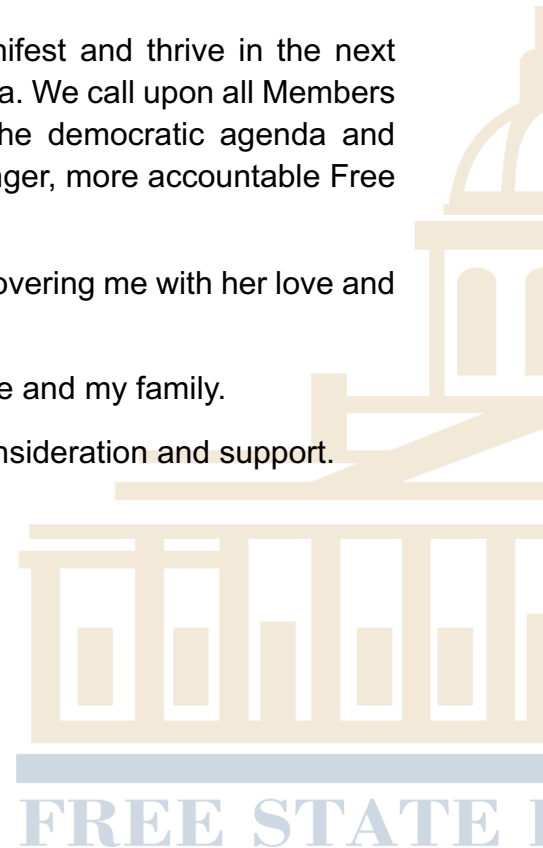 nifest and thrive in the next
a. We call upon all Members
he democratic agenda and
nger, more accountable Free
overing me with her love and
e and my family.
nsideration and support.
FREE STATE